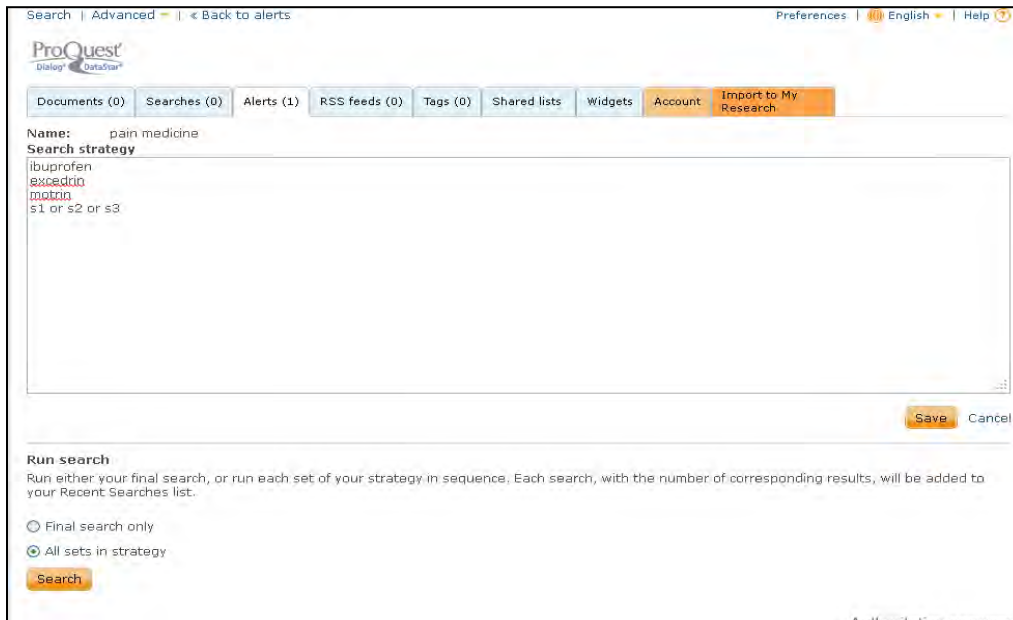 Search | Advanced | « Back to alerts
Preferences | English | Help ?
ProQuest
Dialog® DataStar®
Documents (0) Searches (0) Alerts (1) RSS feeds (0) Tags (0) Shared lists Widgets Account Import to My Research
Name: pain medicine
Search strategy
ibuprofen
excedrin
motrin
s1 or s2 or s3
Save Cancel
Run search
Run either your final search, or run each set of your strategy in sequence. Each search, with the number of corresponding results, will be added to
your Recent Searches list.
Final search only
All sets in strategy
Search